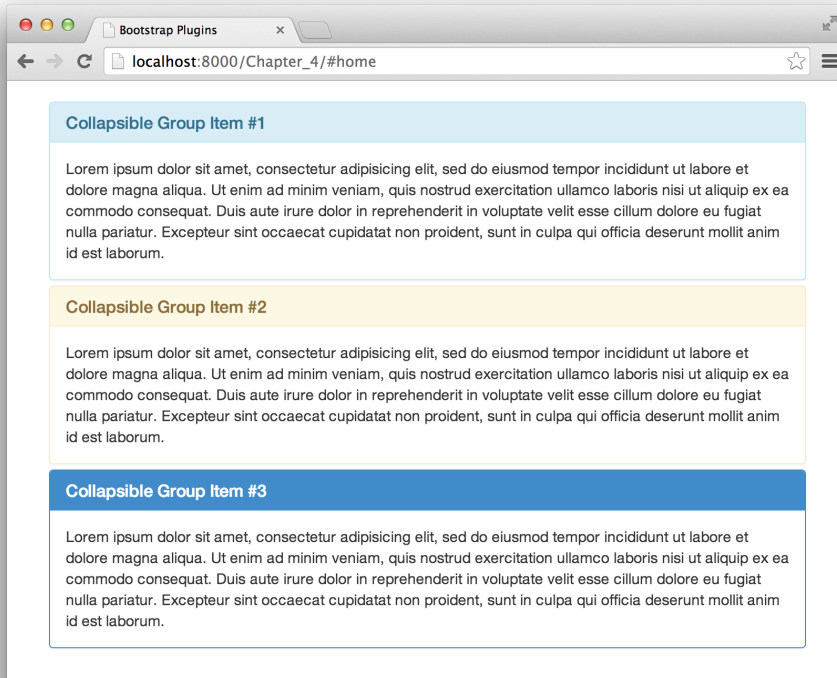 Bootstrap Plugins
localhost:8000/Chapter_4/#home
Collapsible Group Item #1
Lorem ipsum dolor sit amet, consectetur adipisicing elit, sed do eiusmod tempor incididunt ut labore et
dolore magna aliqua. Ut enim ad minim veniam, quis nostrud exercitation ullamco laboris nisi ut aliquip ex ea
commodo consequat. Duis aute irure dolor in reprehenderit in voluptate velit esse cillum dolore eu fugiat
nulla pariatur. Excepteur sint occaecat cupidatat non proident, sunt in culpa qui officia deserunt mollit anim
id est laborum.
Collapsible Group Item #2
Lorem ipsum dolor sit amet, consectetur adipisicing elit, sed do eiusmod tempor incididunt ut labore et
dolore magna aliqua. Ut enim ad minim veniam, quis nostrud exercitation ullamco laboris nisi ut aliquip ex ea
commodo consequat. Duis aute irure dolor in reprehenderit in voluptate velit esse cillum dolore eu fugiat
nulla pariatur. Excepteur sint occaecat cupidatat non proident, sunt in culpa qui officia deserunt mollit anim
id est laborum.
Collapsible Group Item #3
Lorem ipsum dolor sit amet, consectetur adipisicing elit, sed do eiusmod tempor incididunt ut labore et
dolore magna aliqua. Ut enim ad minim veniam, quis nostrud exercitation ullamco laboris nisi ut aliquip ex ea
commodo consequat. Duis aute irure dolor in reprehenderit in voluptate velit esse cillum dolore eu fugiat
nulla pariatur. Excepteur sint occaecat cupidatat non proident, sunt in culpa qui officia deserunt mollit anim
id est laborum.